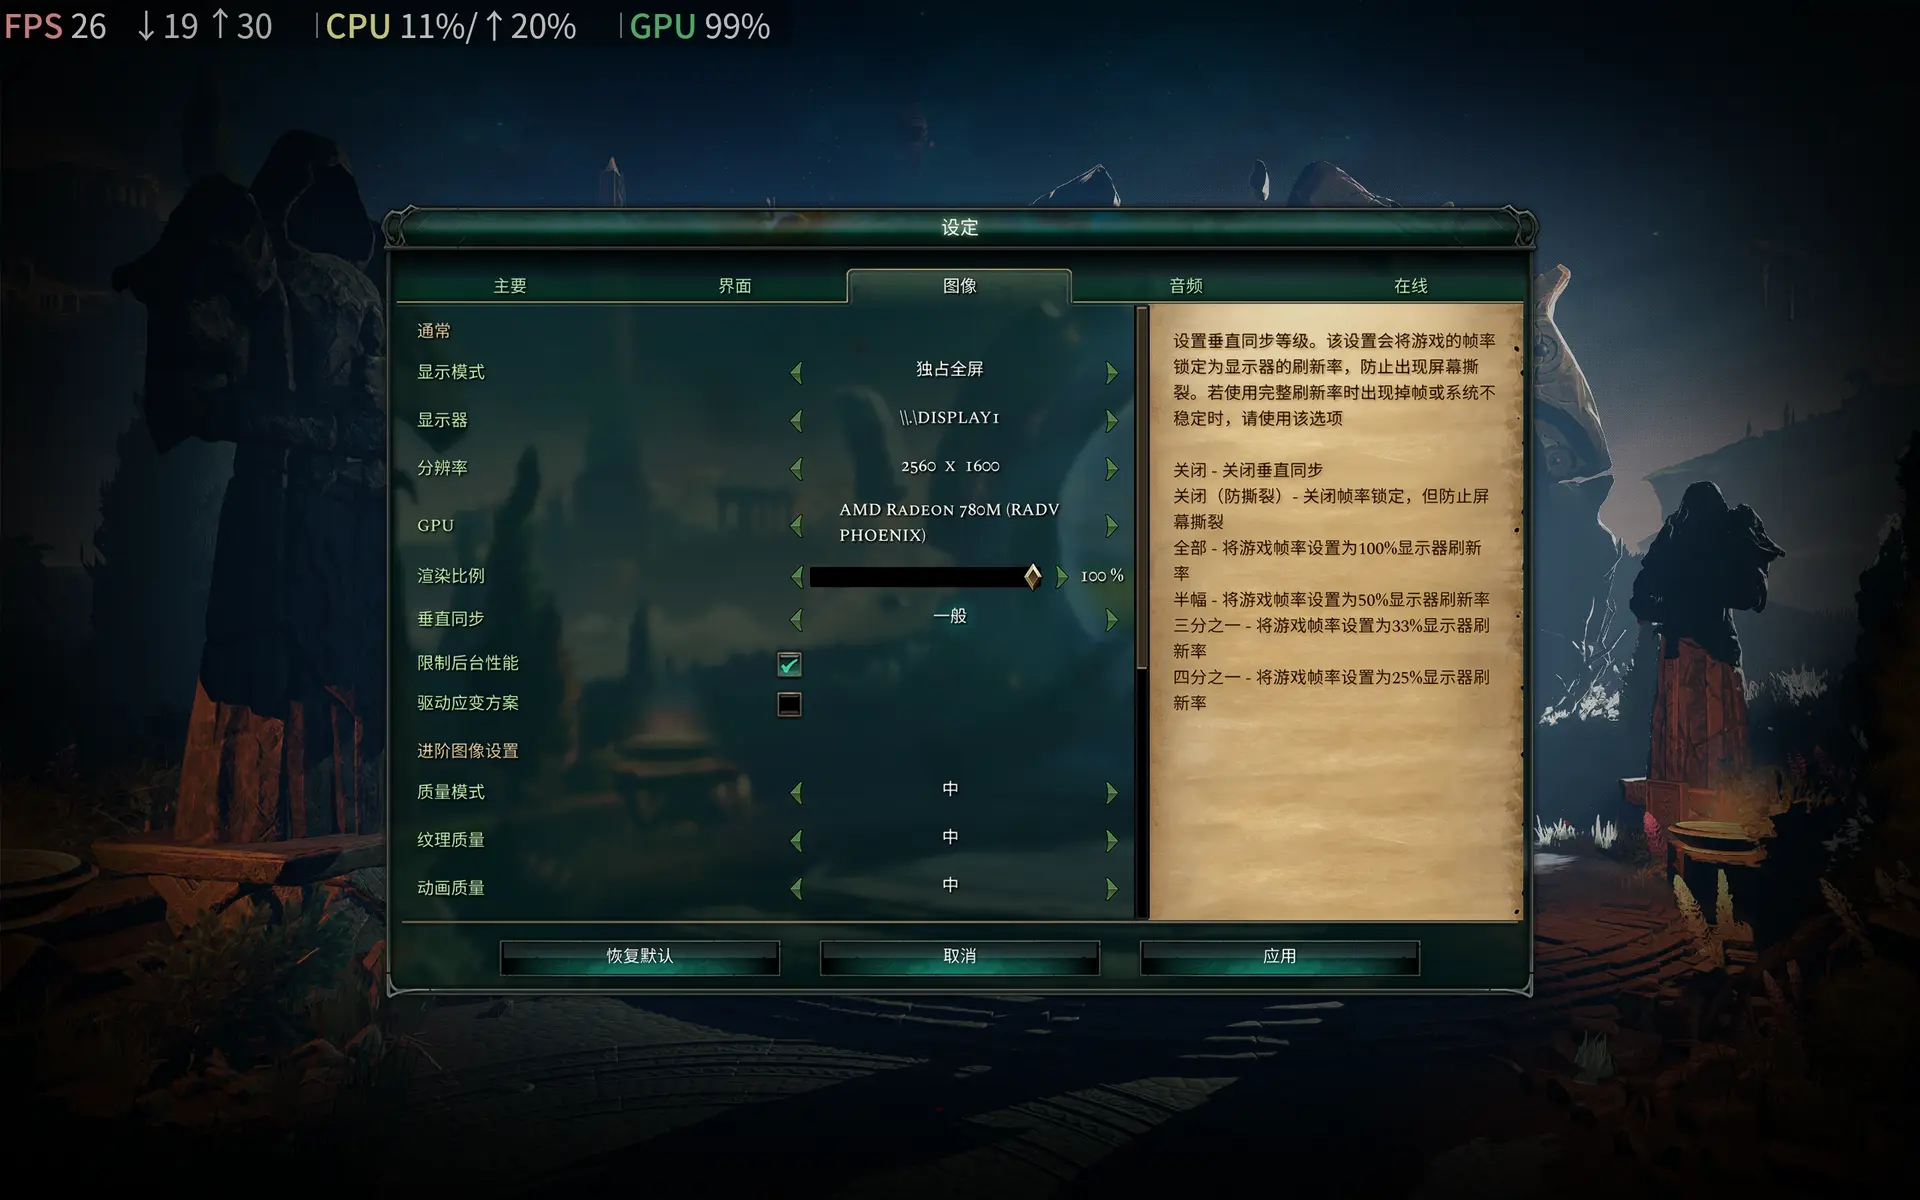 FPS 26 ↓19 ↑30 |CPU 11%/↑20% |GPU 99%
设定
主要 界面 图像 音频 在线
通常
显示模式 独占全屏
显示器 \\.\DISPLAY1
分辨率 2560 x 1600
GPU AMD Radeon 780M (RADV
PHOENIX)
渲染比例 100 %
垂直同步 一般
限制后台性能
驱动应变方案
进阶图像设置
质量模式 中
纹理质量 中
动画质量 中
设置垂直同步等级。该设置会将游戏的帧率
锁定为显示器的刷新率，防止出现屏幕撕
裂。若使用完整刷新率时出现掉帧或系统不
稳定时，请使用该选项
关闭 - 关闭垂直同步
关闭（防撕裂）- 关闭帧率锁定，但防止屏
幕撕裂
全部 - 将游戏帧率设置为100%显示器刷新
率
半幅 - 将游戏帧率设置为50%显示器刷新率
三分之一 - 将游戏帧率设置为33%显示器刷
新率
四分之一 - 将游戏帧率设置为25%显示器刷
新率
恢复默认 取消 应用